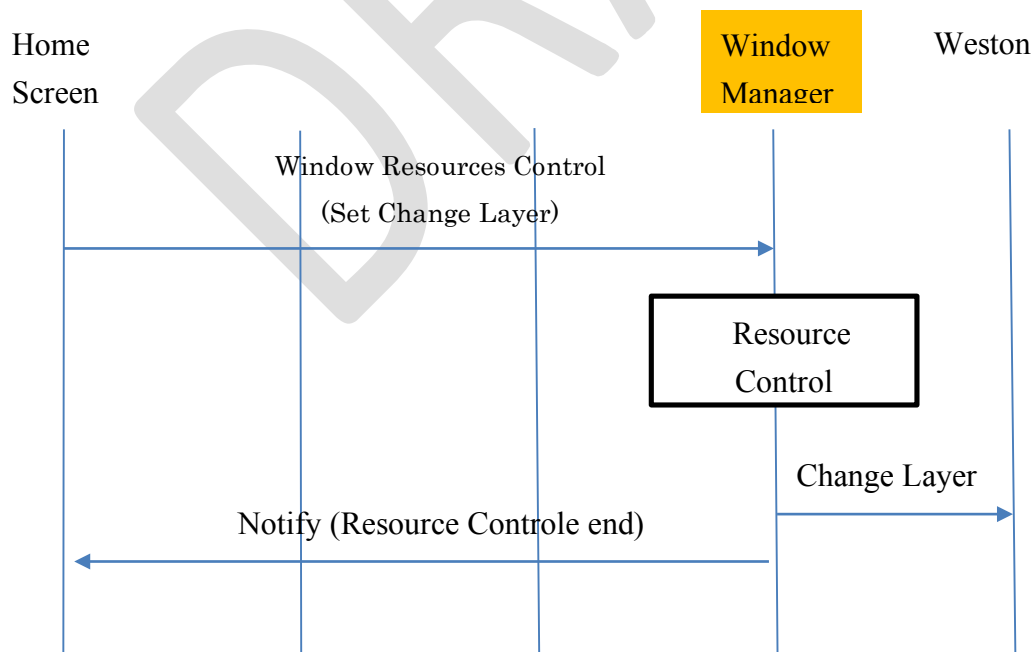 Home
Screen
Window
Manager
Weston
Window Resources Control
(Set Change Layer)
Resource
Control
Change Layer
Notify (Resource Controle end)